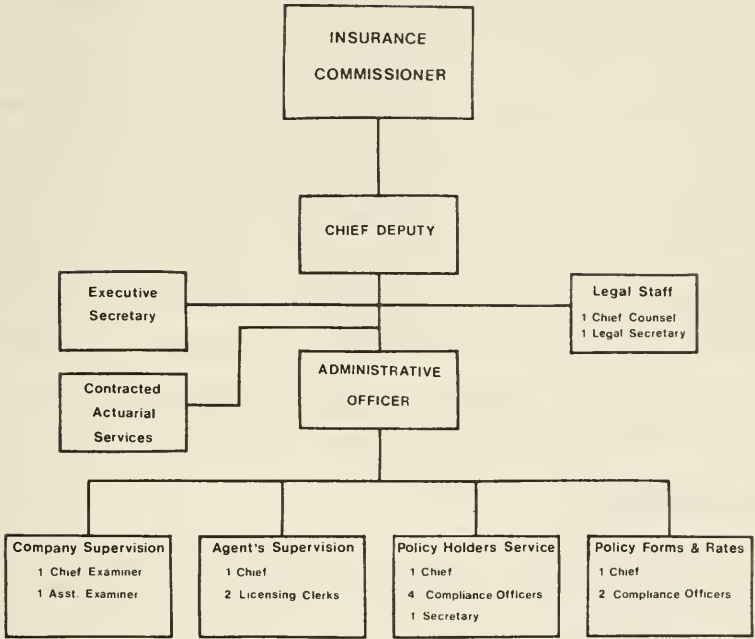 INSURANCE
COMMISSIONER
CHIEF DEPUTY
Executive
Secretary
Legal Staff
1 Chief Counsel
1 Legal Secretary
Contracted
Actuarial
Services
ADMINISTRATIVE
OFFICER
Company Supervision
1 Chief Examiner
1 Asst. Examiner
Agent's Supervision
1 Chief
2 Licensing Clerks
Policy Holders Service
1 Chief
4 Compliance Officers
1 Secretary
Policy Forms & Rates
1 Chief
2 Compliance Officers